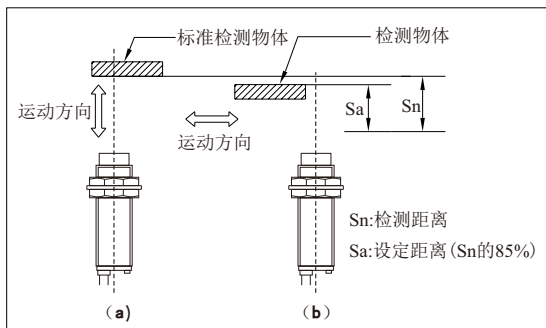 标准检测物体
检测物体
运动方向
运动方向
Sa
Sn
Sn:检测距离
Sa:设定距离(Sn的85%)
(a)
(b)